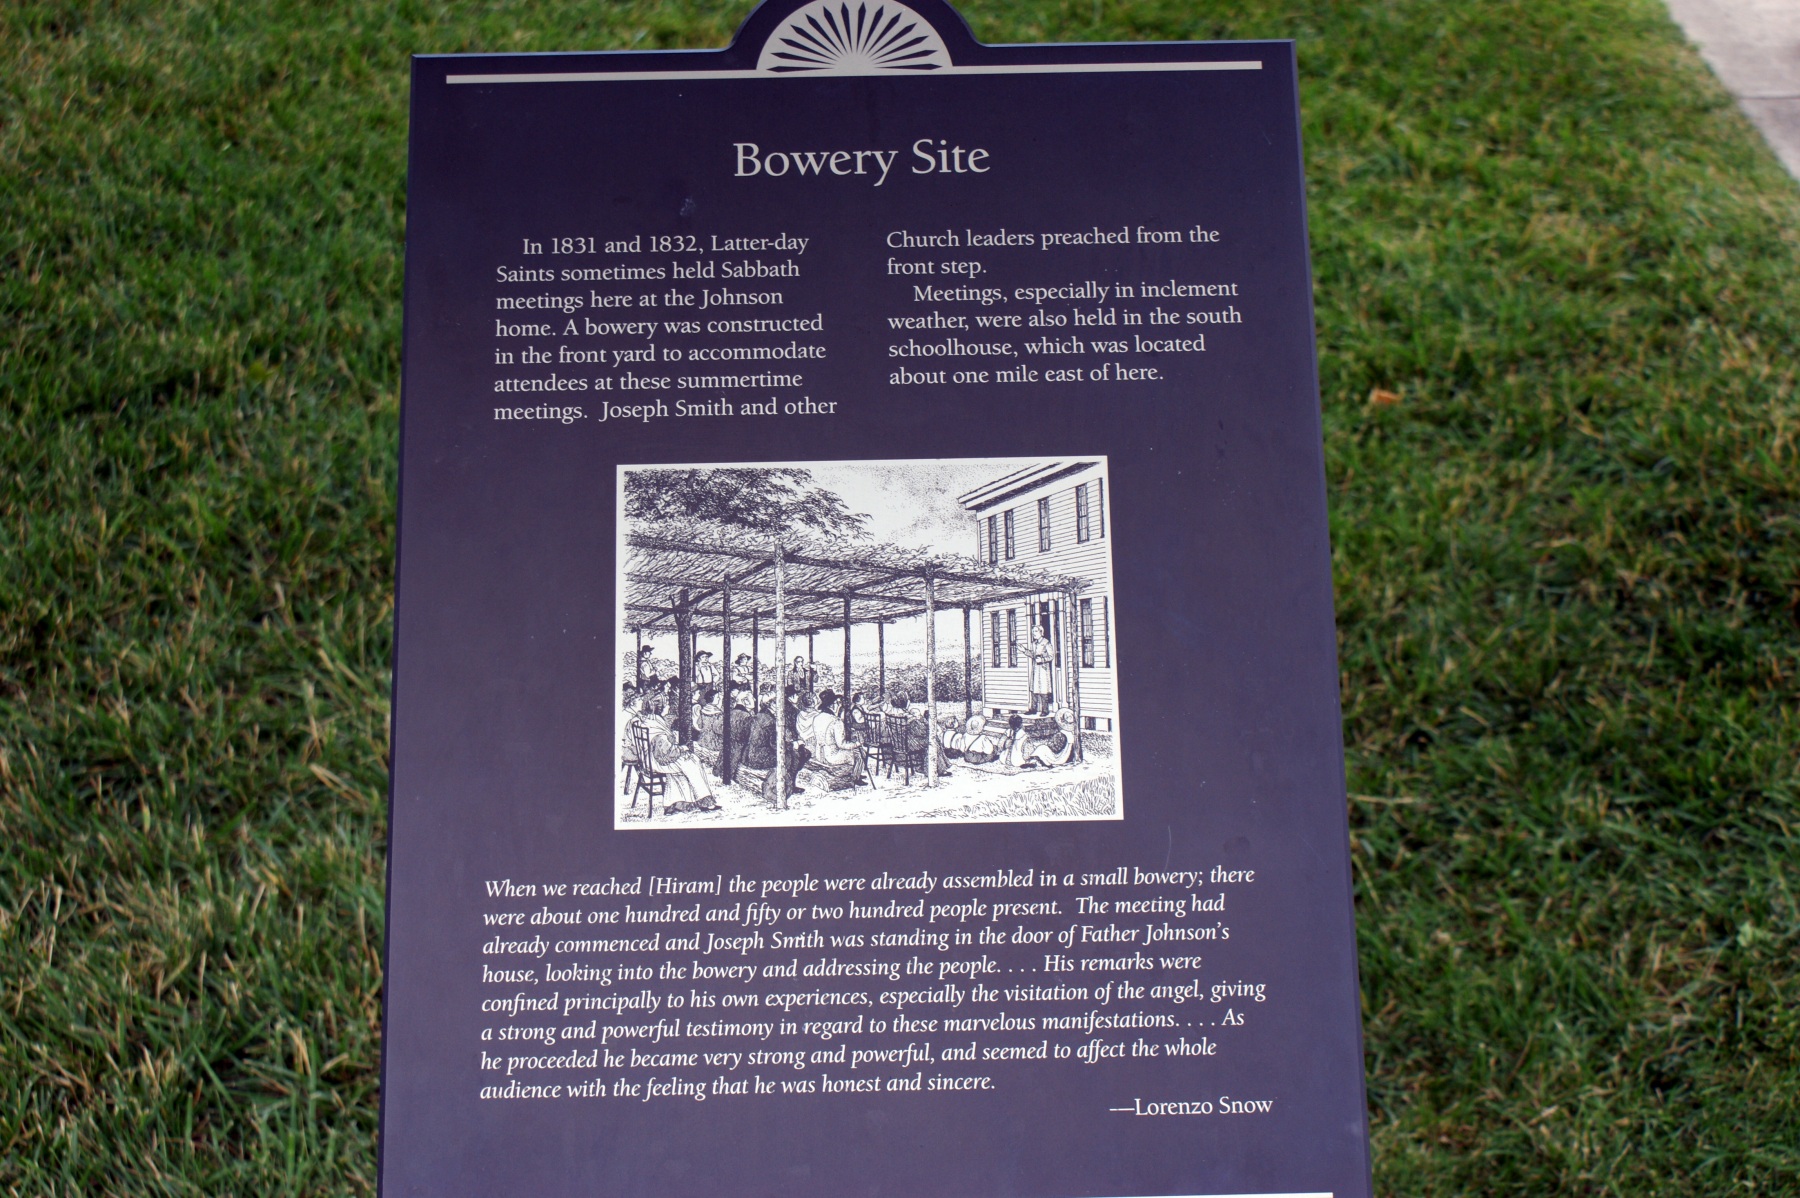 Bowery Site
In 1831 and 1832, Latter-day
Saints sometimes held Sabbath
meetings here at the Johnson
home. A bowery was constructed
in the front yard to accommodate
attendees at these summertime
meetings. Joseph Smith and other
Church leaders preached from the
front step.
Meetings, especially in inclement
weather, were also held in the south
schoolhouse, which was located
about one mile east of here.
When we reached [Hiram] the people were already assembled in a small bowery; there
were about one hundred and fifty or two hundred people present. The meeting had
already commenced and Joseph Smith was standing in the door of Father Johnson's
house, looking into the bowery and addressing the people. . . . His remarks were
confined principally to his own experiences, especially the visitation of the angel, giving
a strong and powerful testimony in regard to these marvelous manifestations. . . . As
he proceeded he became very strong and powerful, and seemed to affect the whole
audience with the feeling that he was honest and sincere.
—Lorenzo Snow